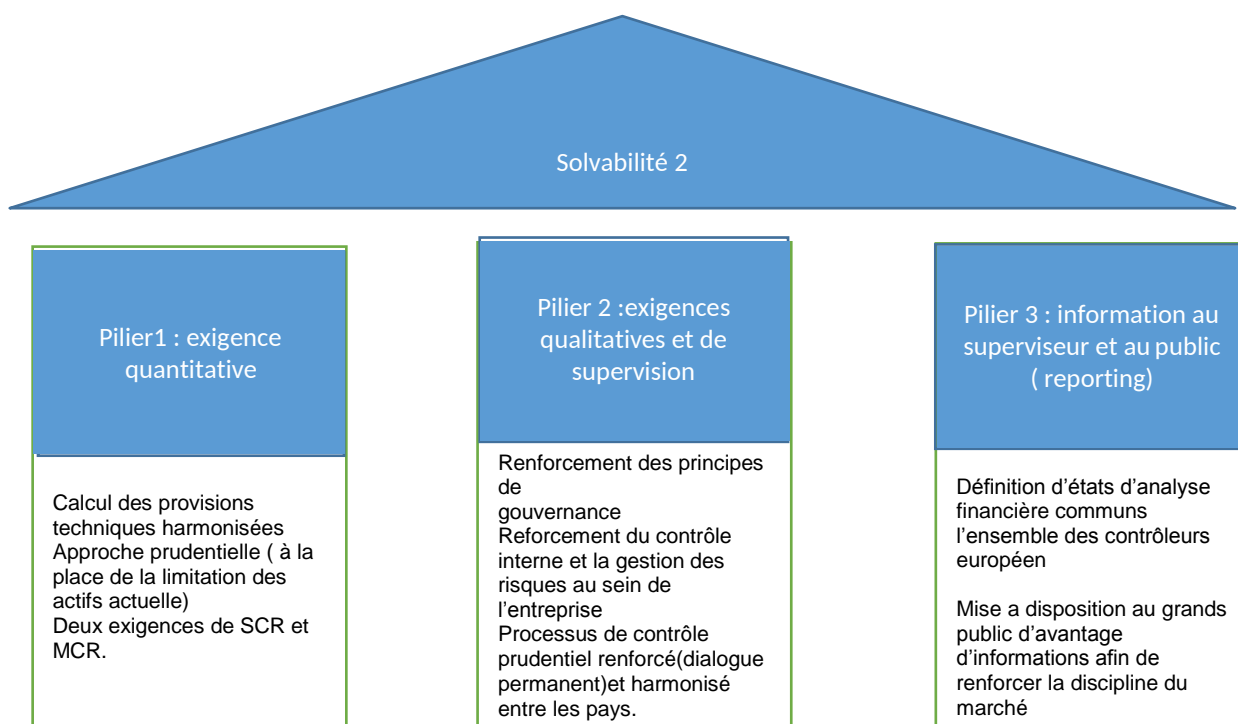 Solvabilité 2
Pilier1 : exigence
quantitative
Calcul des provisions
techniques harmonisées
Approche prudentielle ( à la
place de la limitation des
actifs actuelle)
Deux exigences de SCR et
MCR.
Pilier 2 :exigences
qualitatives et de
supervision
Renforcement des principes
de
gouvernance
Reforcement du contrôle
interne et la gestion des
risques au sein de
l’entreprise
Processus de contrôle
prudentiel renforcé(dialogue
permanent)et harmonisé
entre les pays.
Pilier 3 : information au
superviseur et au public
( reporting)
Définition d’états d’analyse
financière communs
l’ensemble des contrôleurs
européen
Mise a disposition au grands
public d’avantage
d’informations afin de
renforcer la discipline du
marché